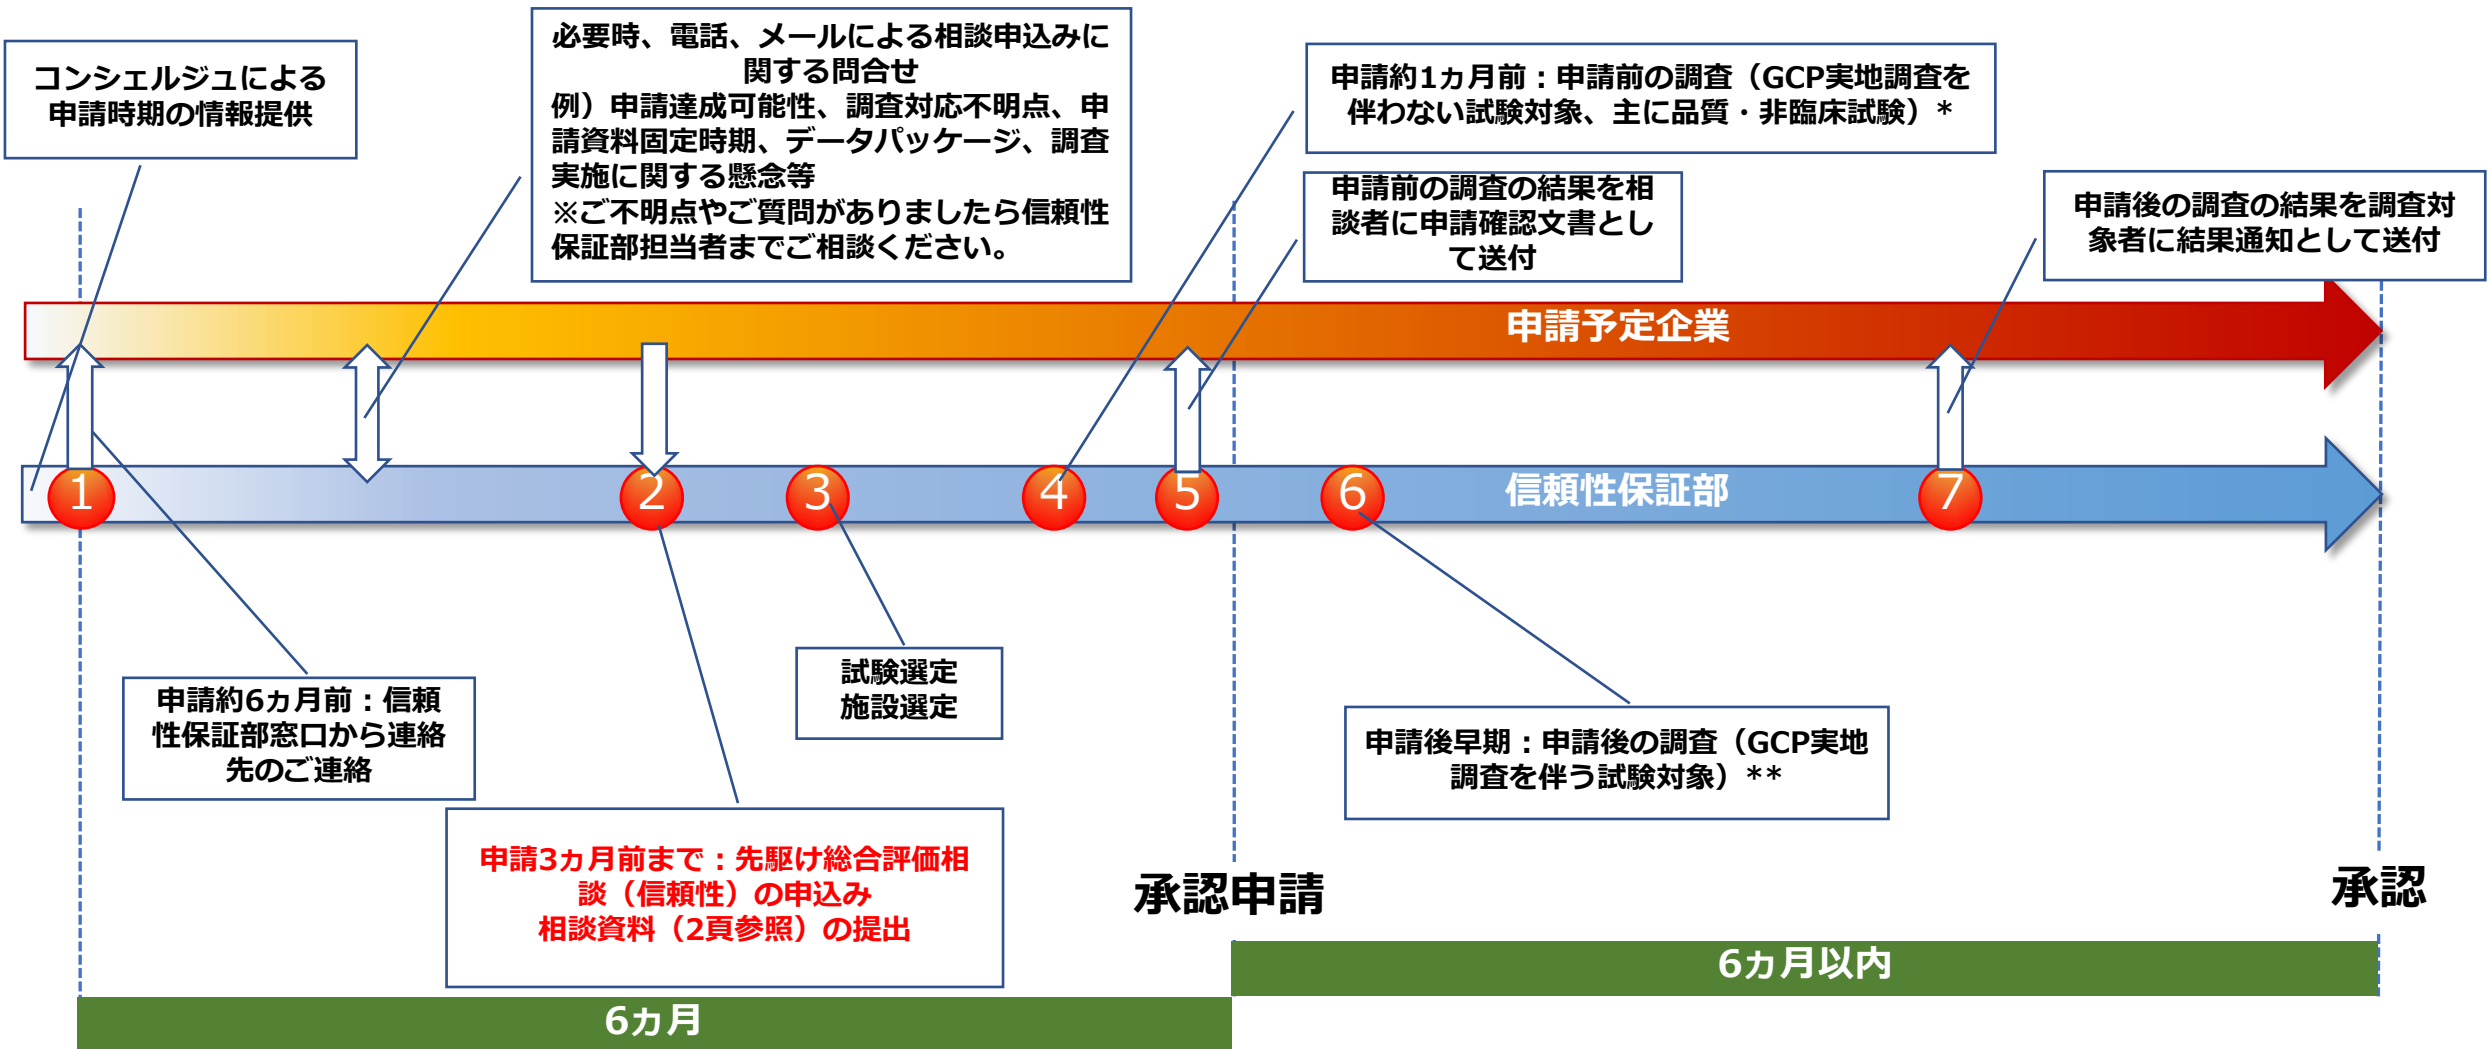 コンシェルジュによる
申請時期の情報提供
必要時、電話、メールによる相談申込みに
関する問合せ
例）申請達成可能性、調査対応不明点、申
請資料固定時期、データパッケージ、調査
実施に関する懸念等
※ご不明点やご質問がありましたら信頼性
保証部担当者までご相談ください。
申請約1ヵ月前：申請前の調査（GCP実地調査を
伴わない試験対象、主に品質・非臨床試験）*
申請前の調査の結果を相
談者に申請確認文書とし
て送付
申請後の調査の結果を調査対
象者に結果通知として送付
申請予定企業
信頼性保証部
1
2
3
4
5
6
7
申請約6ヵ月前：信頼
性保証部窓口から連絡
先のご連絡
試験選定
施設選定
申請後早期：申請後の調査（GCP実地
調査を伴う試験対象）**
申請3ヵ月前まで：先駆け総合評価相
談（信頼性）の申込み
相談資料（2頁参照）の提出
承認申請
承認
6カ月以内
6カ月